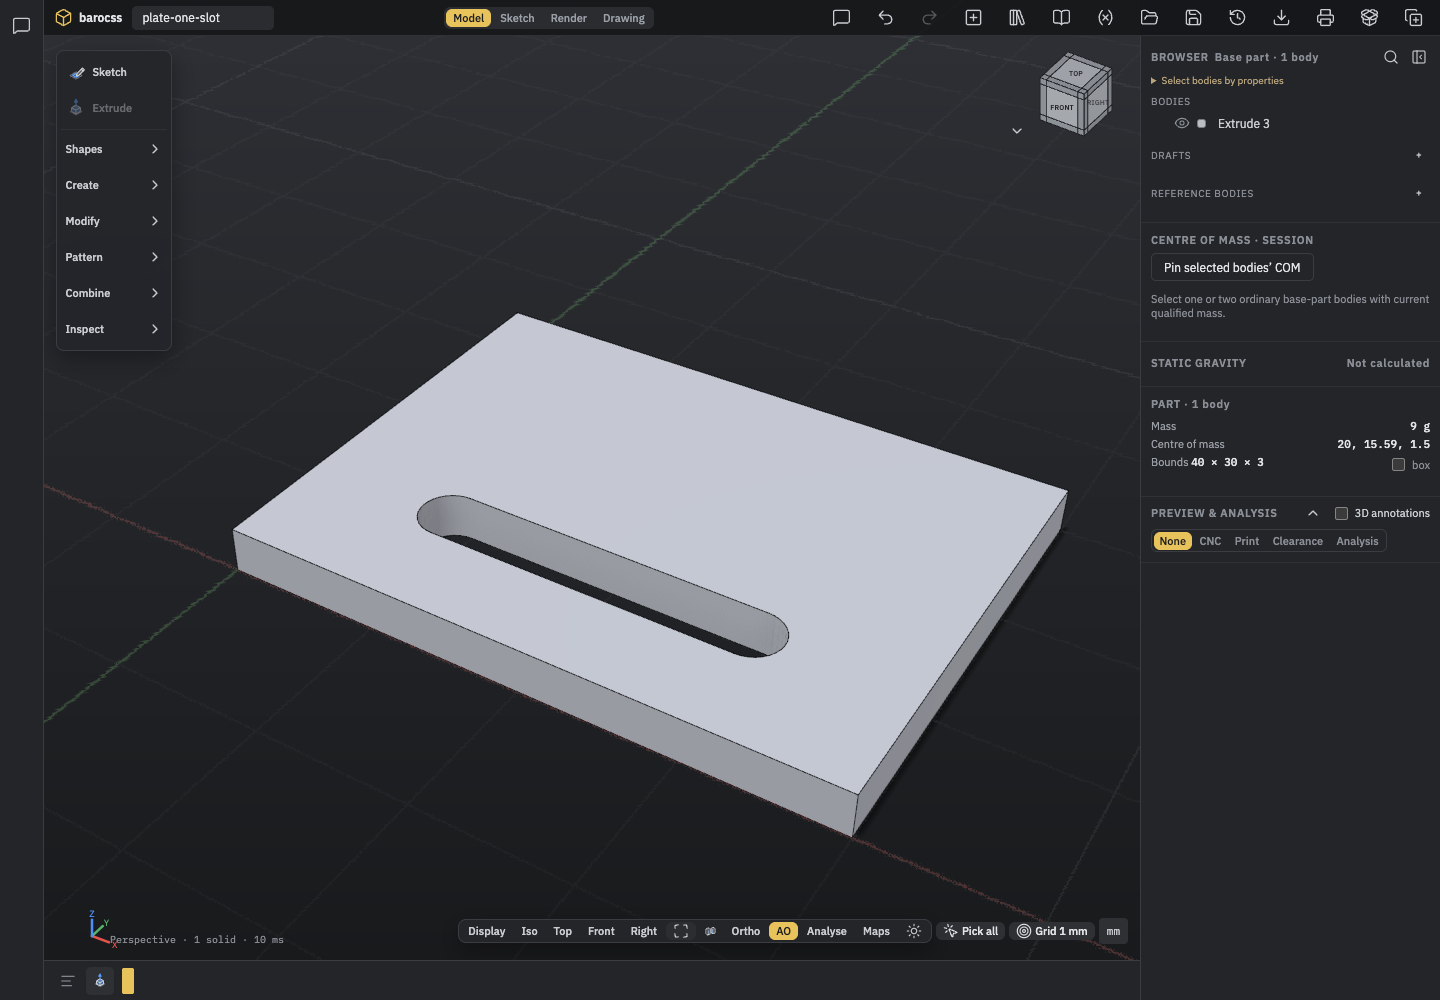 barocss
plate-one-slot
Model Sketch Render Drawing
Sketch
Extrude
Shapes
Create
Modify
Pattern
Combine
Inspect
TOP
FRONT
RIGHT
BROWSER Base part · 1 body
Select bodies by properties
BODIES
Extrude 3
DRAFTS +
REFERENCE BODIES +
CENTRE OF MASS · SESSION
Pin selected bodies’ COM
Select one or two ordinary base-part bodies with current
qualified mass.
STATIC GRAVITY Not calculated
PART · 1 body
Mass 9 g
Centre of mass 20, 15.59, 1.5
Bounds 40 × 30 × 3 box
PREVIEW & ANALYSIS 3D annotations
None CNC Print Clearance Analysis
Z
Y
X
Perspective · 1 solid · 10 ms
Display Iso Top Front Right Ortho AO Analyse Maps Pick all Grid 1 mm mm